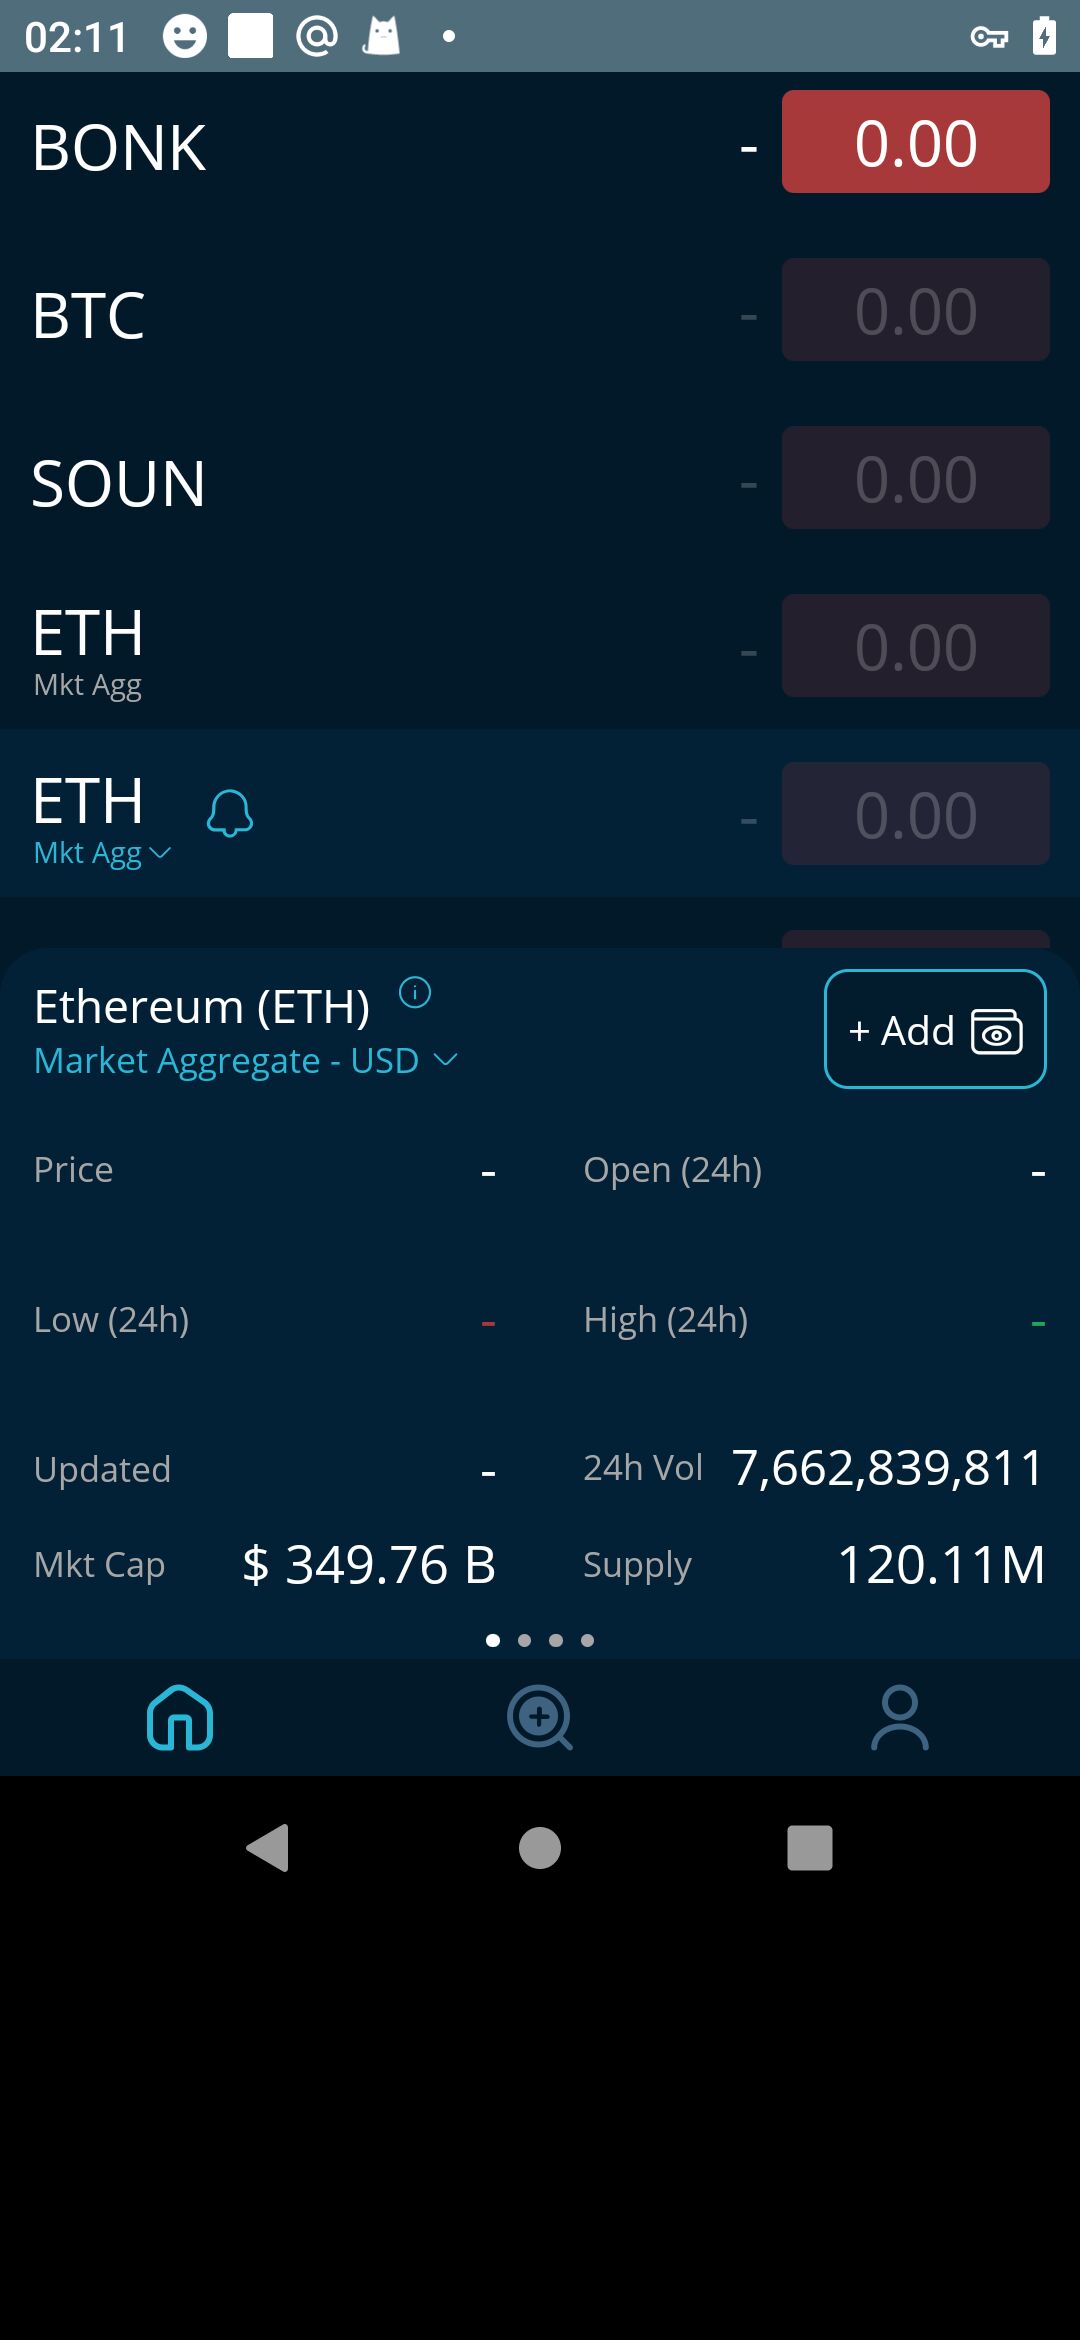 02:11
BONK - 0.00
BTC - 0.00
SOUN - 0.00
ETH - 0.00
Mkt Agg
ETH - 0.00
Mkt Agg
Ethereum (ETH)
+ Add
Market Aggregate - USD
Price - Open (24h) -
Low (24h) - High (24h) -
Updated - 24h Vol 7,662,839,811
Mkt Cap $ 349.76 B Supply 120.11M